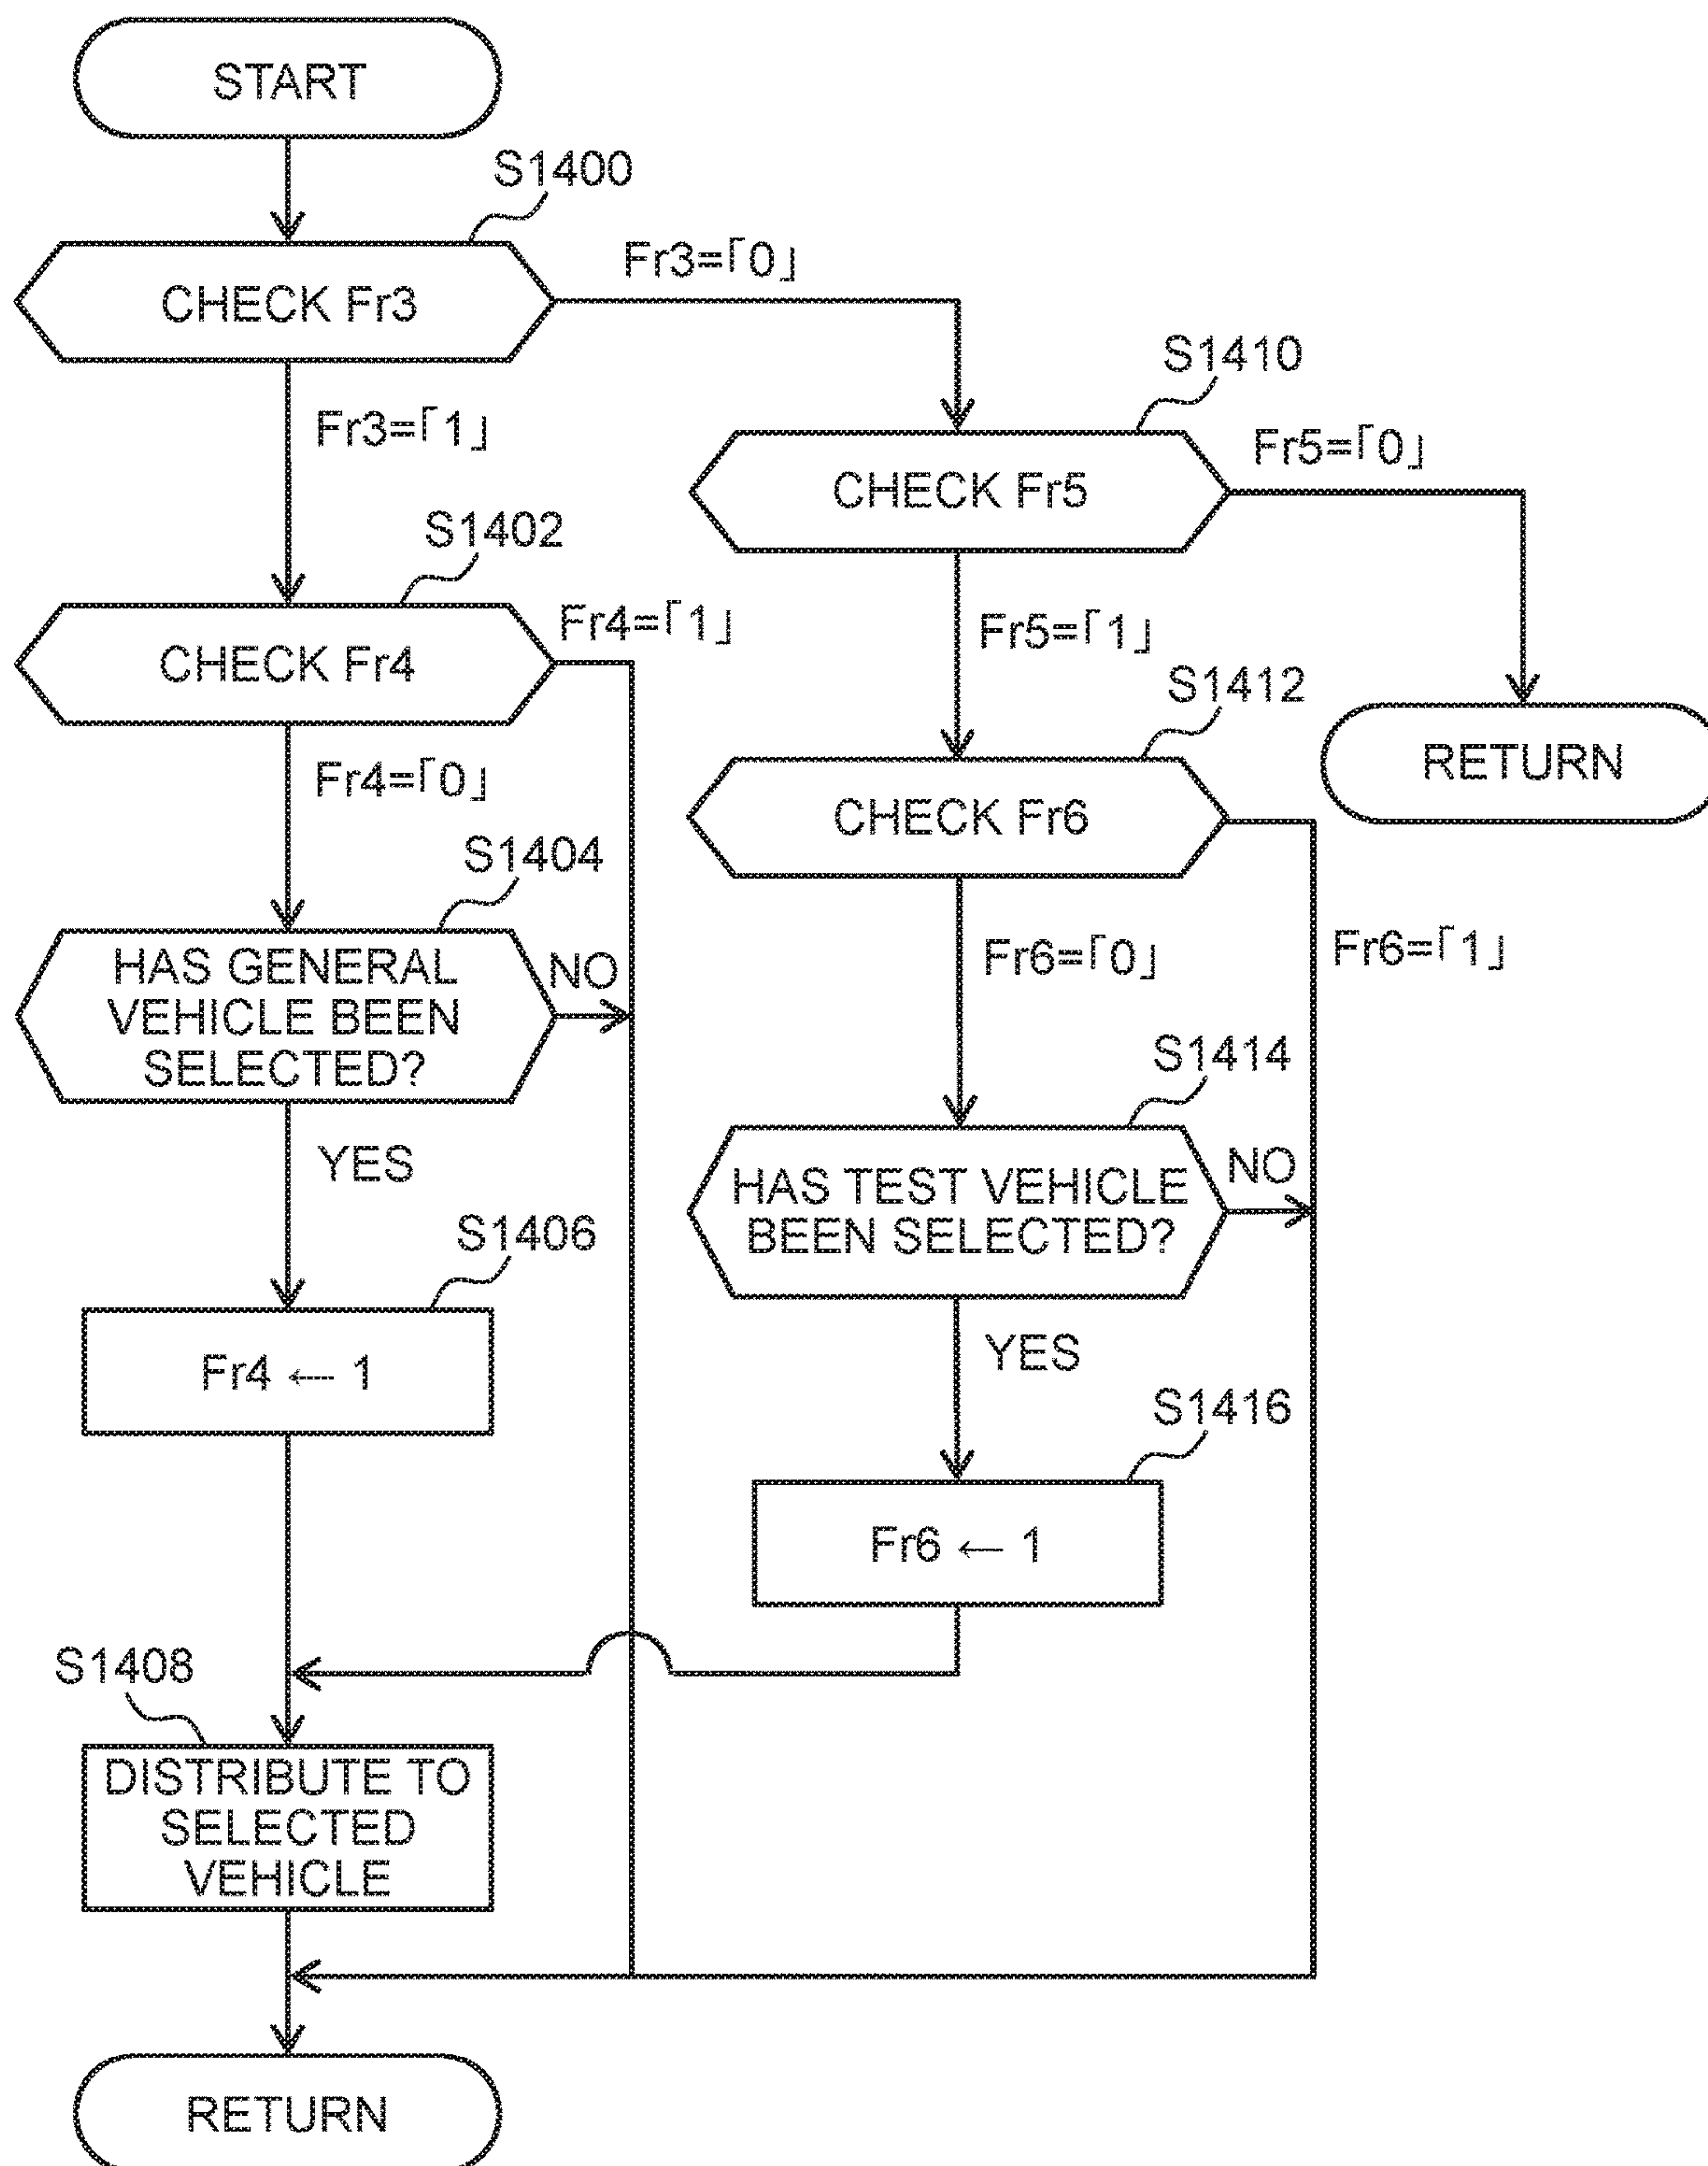 START
S1400
CHECK Fr3
Fr3=「0」
Fr3=「1」
S1410
CHECK Fr5
Fr5=「0」
Fr5=「1」
S1402
CHECK Fr4
Fr4=「1」
Fr4=「0」
S1412
CHECK Fr6
RETURN
Fr6=「0」
Fr6=「1」
S1404
HAS GENERAL
VEHICLE BEEN
SELECTED?
NO
YES
S1414
HAS TEST VEHICLE
BEEN SELECTED?
NO
YES
S1406
Fr4 ← 1
S1416
Fr6 ← 1
S1408
DISTRIBUTE TO
SELECTED
VEHICLE
RETURN